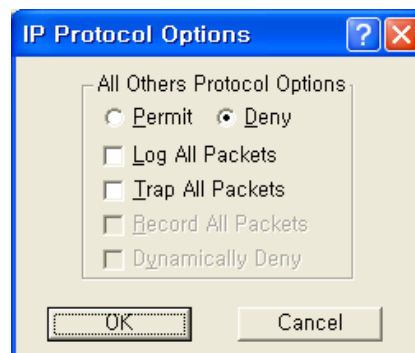 IP Protocol Options
All Others Protocol Options
Permit Deny
Log All Packets
Trap All Packets
Record All Packets
Dynamically Deny
OK Cancel